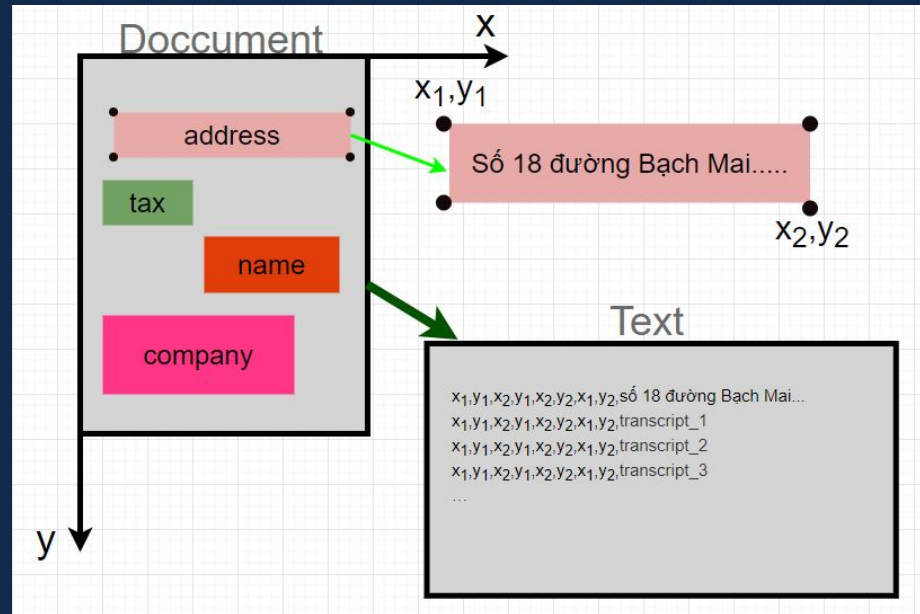 Doccument
x
x₁,y₁
address
Số 18 đường Bạch Mai.....
tax
x₂,y₂
name
Text
company
x₁,y₁,x₂,y₁,x₂,y₂,x₁,y₂,số 18 đường Bạch Mai...
x₁,y₁,x₂,y₁,x₂,y₂,x₁,y₂,transcript_1
x₁,y₁,x₂,y₁,x₂,y₂,x₁,y₂,transcript_2
x₁,y₁,x₂,y₁,x₂,y₂,x₁,y₂,transcript_3
...
y